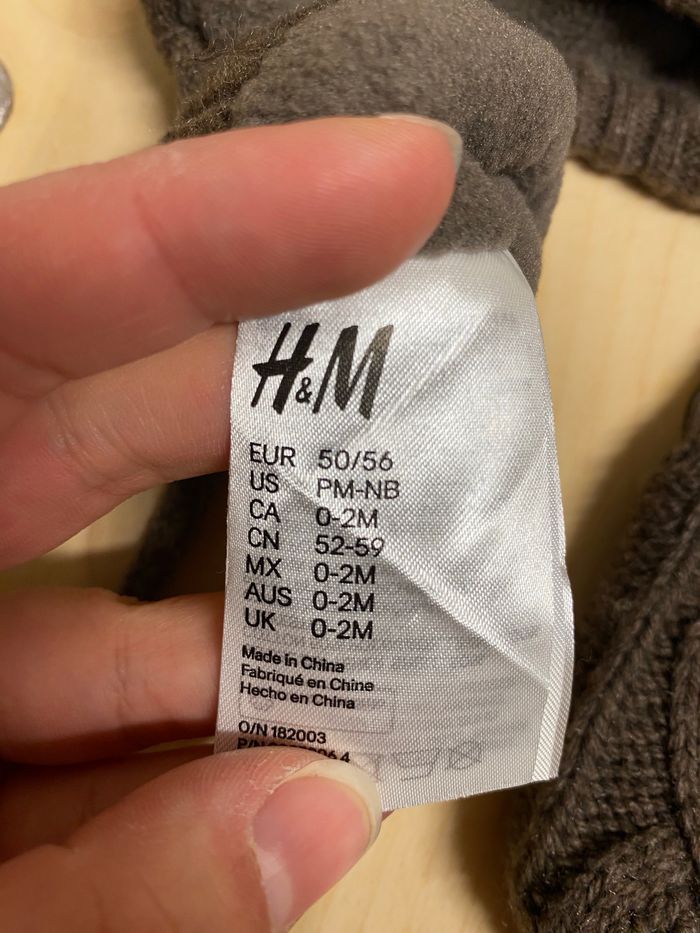 H&M
EUR 50/56
US PM-NB
CA 0-2M
CN 52-59
MX 0-2M
AUS 0-2M
UK 0-2M
Made in China
Fabriqué en Chine
Hecho en China
O/N 182003